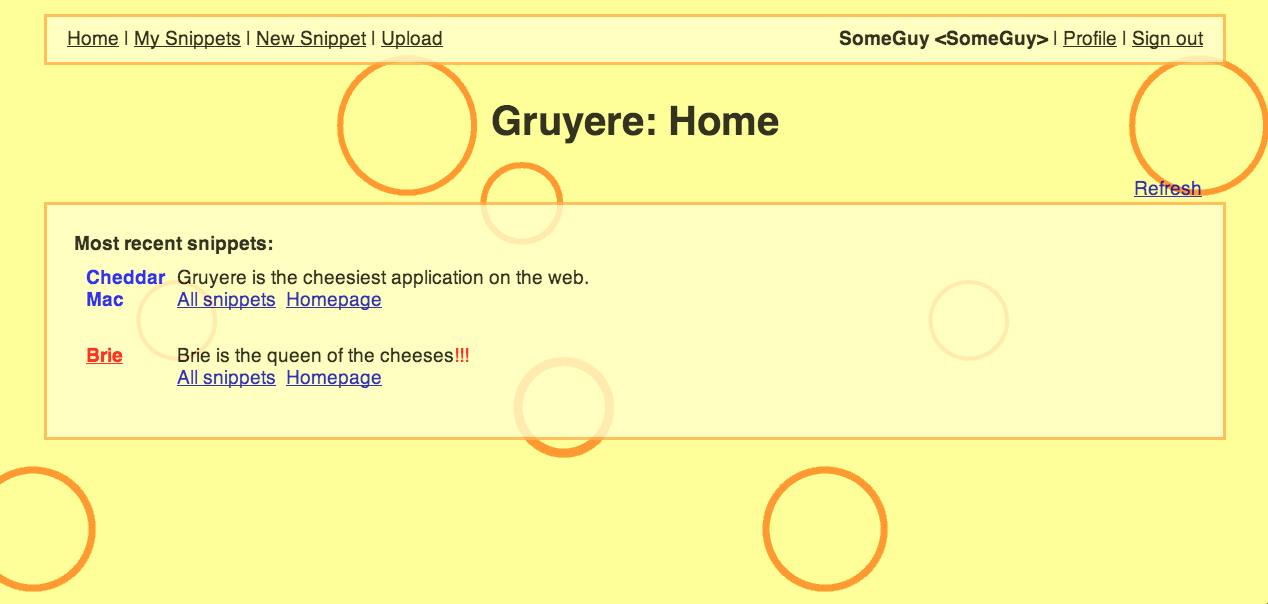 Home | My Snippets | New Snippet | Upload
SomeGuy <SomeGuy> | Profile | Sign out
Gruyere: Home
Refresh
Most recent snippets:
Cheddar Gruyere is the cheesiest application on the web.
Mac All snippets Homepage
Brie Brie is the queen of the cheeses!!!
All snippets Homepage